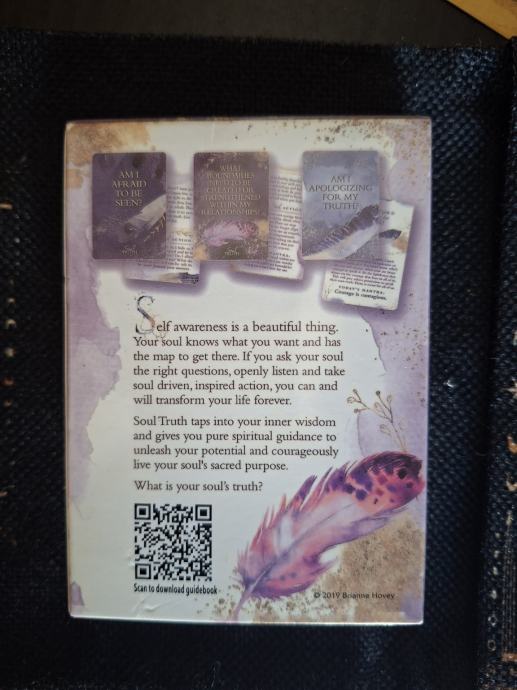 AM I
AFRAID
TO BE
SEEN?
WHAT
BOUNDARIES
NEED TO BE
CREATED OR
STRENGTHENED
WITHIN MY
RELATIONSHIPS?
AM I
APOLOGIZING
FOR MY
TRUTH?
TODAY'S MANTRA:
Courage is contagious.
Self awareness is a beautiful thing.
Your soul knows what you want and has
the map to get there. If you ask your soul
the right questions, openly listen and take
soul driven, inspired action, you can and
will transform your life forever.
Soul Truth taps into your inner wisdom
and gives you pure spiritual guidance to
unleash your potential and courageously
live your soul's sacred purpose.
What is your soul's truth?
Scan to download guidebook
© 2019 Brianne Hovey